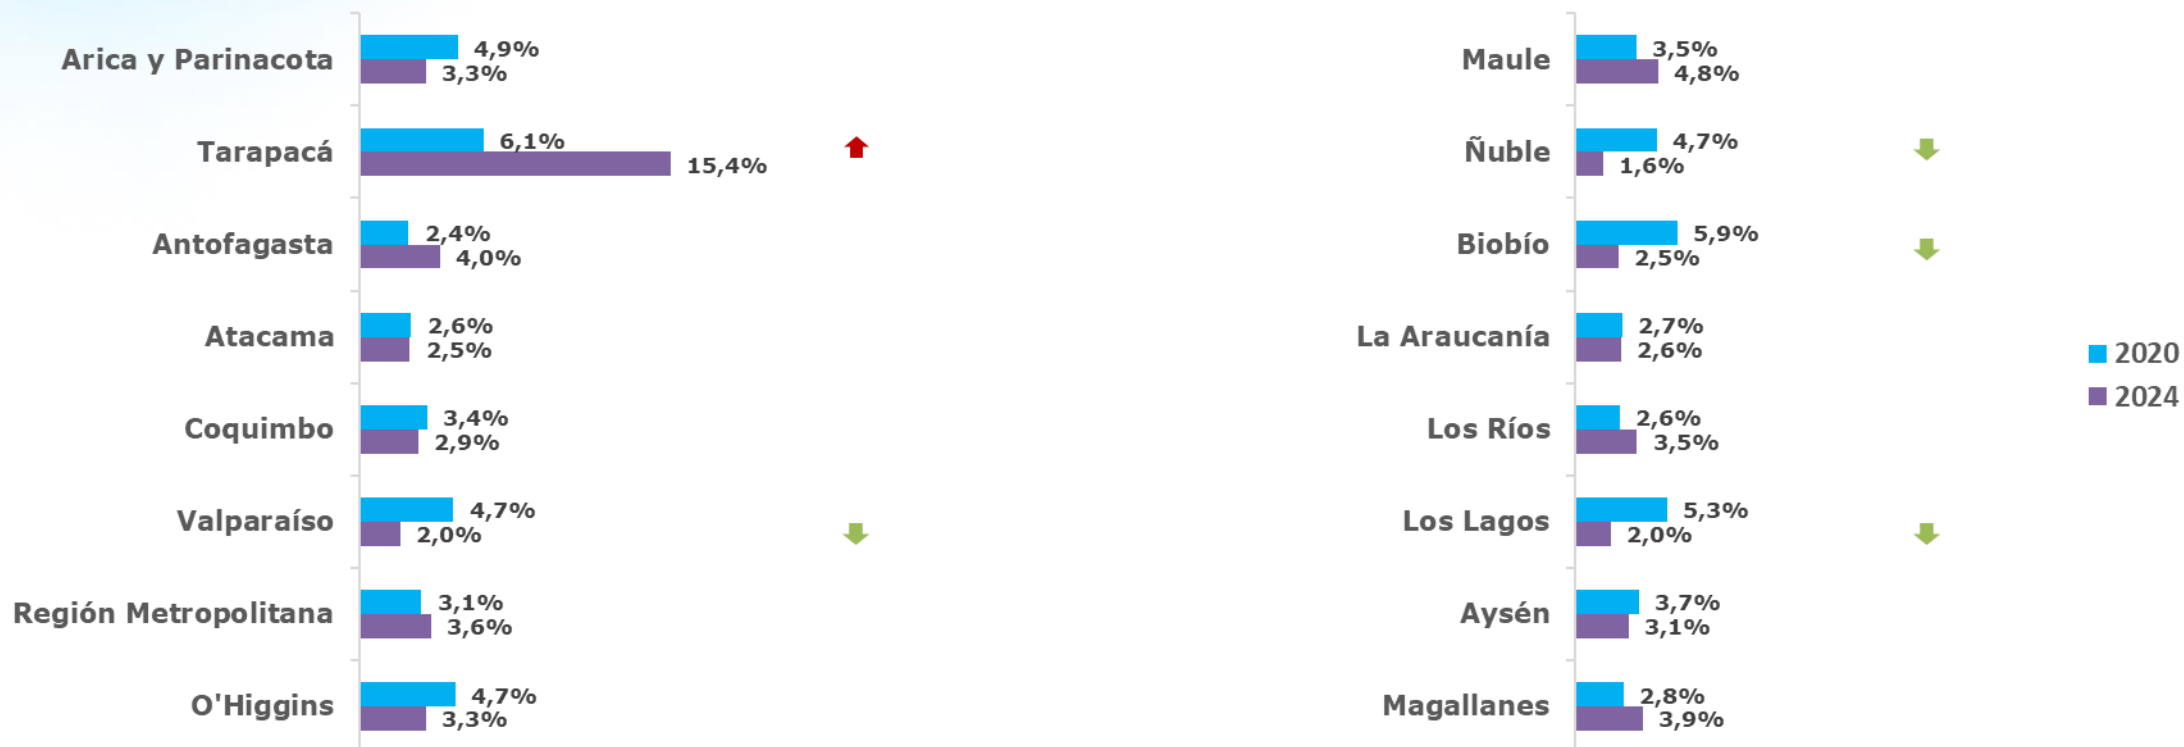 Arica y Parinacota
4,9%
3,3%
Tarapacá
6,1%
15,4%
Antofagasta
2,4%
4,0%
Atacama
2,6%
2,5%
Coquimbo
3,4%
2,9%
Valparaíso
4,7%
2,0%
Región Metropolitana
3,1%
3,6%
O'Higgins
4,7%
3,3%
Maule
3,5%
4,8%
Ñuble
4,7%
1,6%
Biobío
5,9%
2,5%
La Araucanía
2,7%
2,6%
Los Ríos
2,6%
3,5%
Los Lagos
5,3%
2,0%
Aysén
3,7%
3,1%
Magallanes
2,8%
3,9%
2020
2024